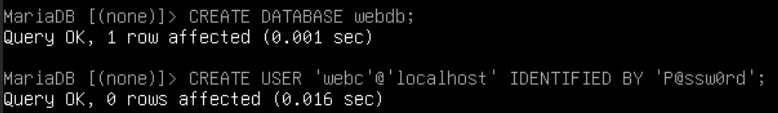 MariaDB [(none)]> CREATE DATABASE webdb;
Query OK, 1 row affected (0.001 sec)
MariaDB [(none)]> CREATE USER 'webc'@'localhost' IDENTIFIED BY 'P@ssw0rd';
Query OK, 0 rows affected (0.016 sec)